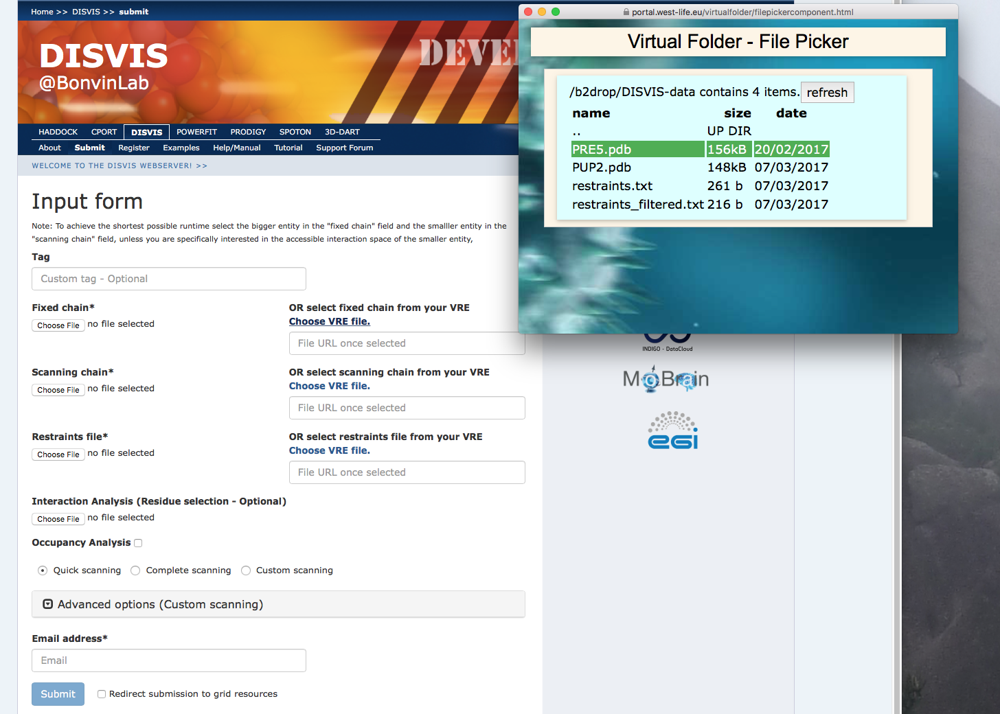 Home >> DISVIS >> submit
DISVIS
@BonvinLab
HADDOCK CPORT DISVIS POWERFIT PRODIGY SPOTON 3D-DART
About Submit Register Examples Help/Manual Tutorial Support Forum
WELCOME TO THE DISVIS WEBSERVER! >>
Input form
Note: To achieve the shortest possible runtime select the bigger entity in the "fixed chain" field and the smalller entity in the
"scanning chain" field, unless you are specifically interested in the accessible interaction space of the smaller entity,
Tag
Custom tag - Optional
Fixed chain*
Choose File no file selected
OR select fixed chain from your VRE
Choose VRE file.
File URL once selected
Scanning chain*
Choose File no file selected
OR select scanning chain from your VRE
Choose VRE file.
File URL once selected
Restraints file*
Choose File no file selected
OR select restraints file from your VRE
Choose VRE file.
File URL once selected
Interaction Analysis (Residue selection - Optional)
Choose File no file selected
Occupancy Analysis
Quick scanning Complete scanning Custom scanning
Advanced options (Custom scanning)
Email address*
Email
Submit Redirect submission to grid resources
portal.west-life.eu/virtualfolder/filepickercomponent.html
Virtual Folder - File Picker
/b2drop/DISVIS-data contains 4 items. refresh
name size date
.. UP DIR
PRE5.pdb 156kB 20/02/2017
PUP2.pdb 148kB 07/03/2017
restraints.txt 261 b 07/03/2017
restraints_filtered.txt 216 b 07/03/2017
INDIGO - DataCloud
MoBrain
egi